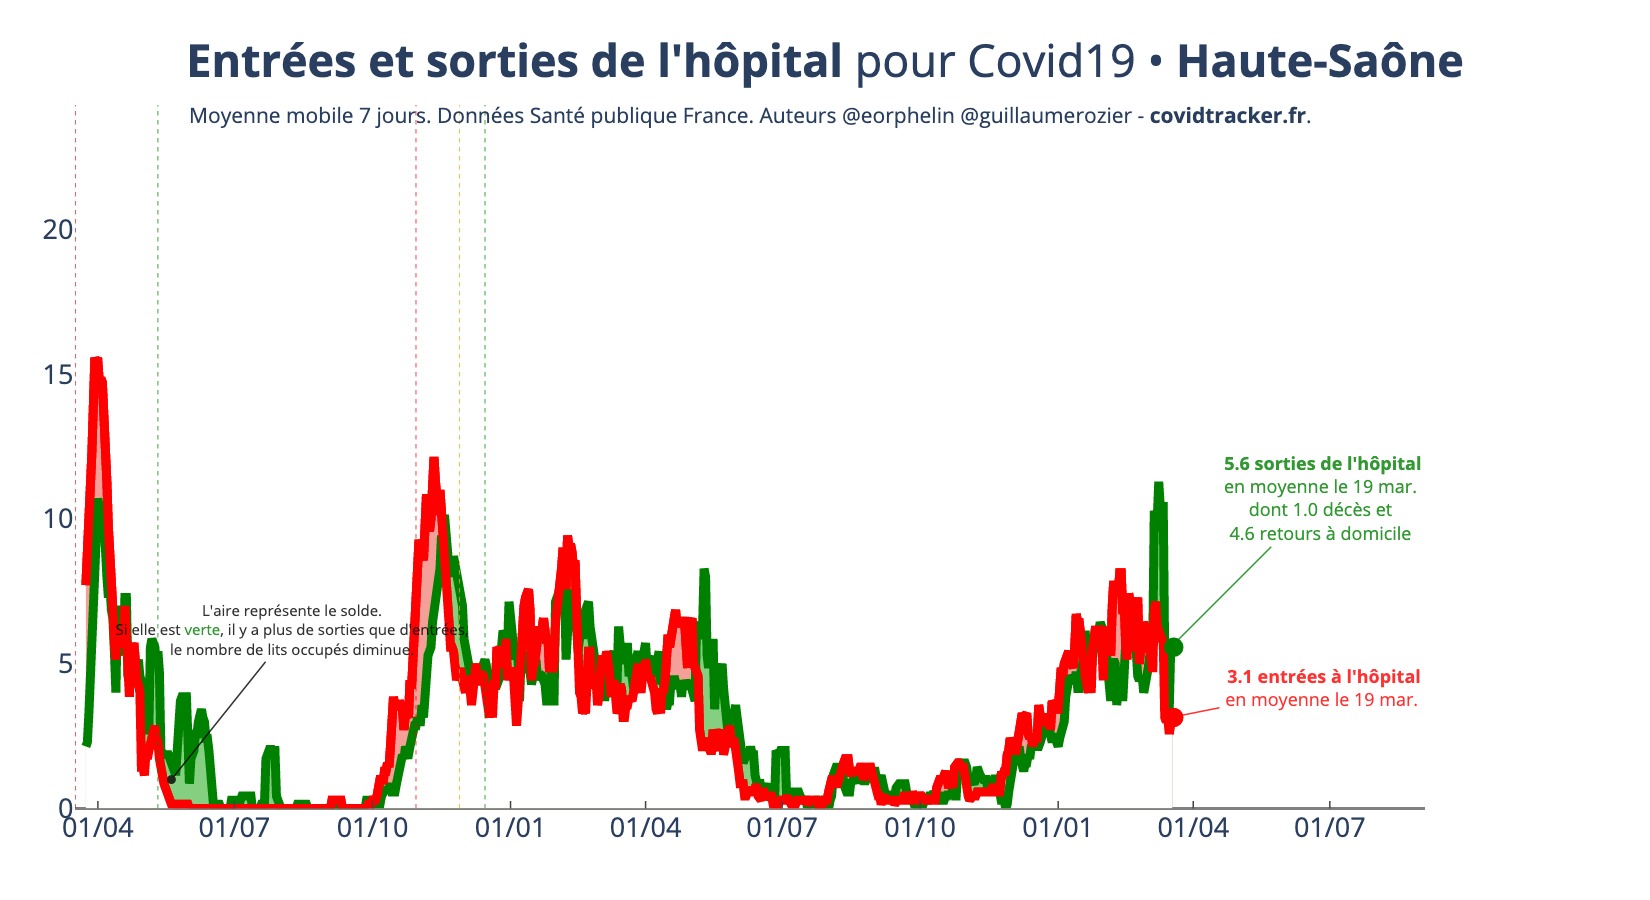 Entrées et sorties de l'hôpital pour Covid19 • Haute-Saône
Moyenne mobile 7 jours. Données Santé publique France. Auteurs @eorphelin @guillaumerozier - covidtracker.fr.
20
15
10
5
0
5.6 sorties de l'hôpital
en moyenne le 19 mar.
dont 1.0 décès et
4.6 retours à domicile
L'aire représente le solde.
Si elle est verte, il y a plus de sorties que d'entrées,
le nombre de lits occupés diminue.
3.1 entrées à l'hôpital
en moyenne le 19 mar.
01/04 01/07 01/10 01/01 01/04 01/07 01/10 01/01 01/04 01/07